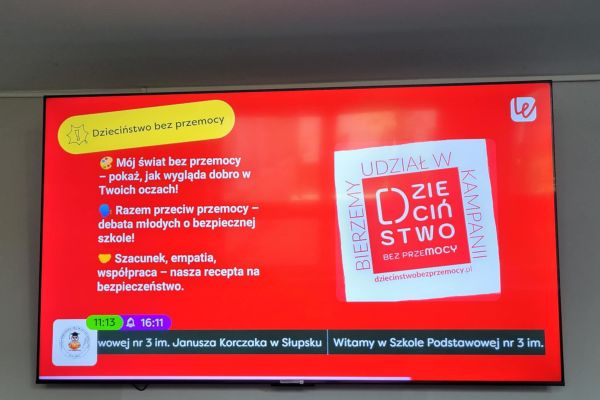 Dzieciństwo bez przemocy
Mój świat bez przemocy
– pokaż, jak wygląda dobro w
Twoich oczach!
Razem przeciw przemocy –
debata młodych o bezpiecznej
szkole!
Szacunek, empatia,
współpraca – nasza recepta na
bezpieczeństwo.
BIERZEMY UDZIAŁ W KAMPANII
DZIE
CIŃ
STWO
BEZ PRZEMOCY
dziecinstwobezprzemocy.pl
le
11:13 16:11
wowej nr 3 im. Janusza Korczaka w Słupsku
Witamy w Szkole Podstawowej nr 3 im.